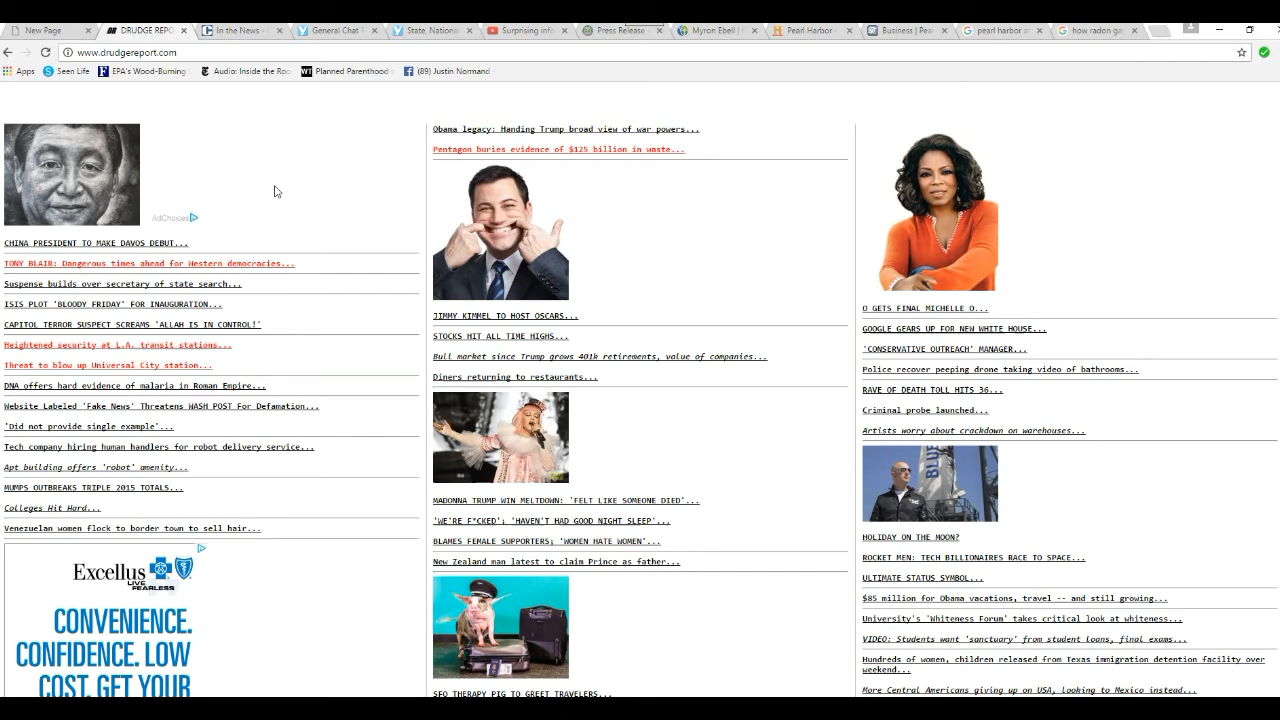 New Page
DRUDGE REPO
In the News
General Chat
State, National
Surprising info
Press Release
Myron Ebell |
Pearl Harbor
Business | Pea
pearl harbor a
how radon ga
www.drudgereport.com
Apps
Seen Life
EPA's Wood-Burning
Audio: Inside the Roo
Planned Parenthood
(89) Justin Normand
AdChoices
CHINA PRESIDENT TO MAKE DAVOS DEBUT...
TONY BLAIR: Dangerous times ahead for Western democracies...
Suspense builds over secretary of state search...
ISIS PLOT 'BLOODY FRIDAY' FOR INAUGURATION...
CAPITOL TERROR SUSPECT SCREAMS 'ALLAH IS IN CONTROL!'
Heightened security at L.A. transit stations...
Threat to blow up Universal City station...
DNA offers hard evidence of malaria in Roman Empire...
Website Labeled 'Fake News' Threatens WASH POST For Defamation...
'Did not provide single example'...
Tech company hiring human handlers for robot delivery service...
Apt building offers 'robot' amenity...
MUMPS OUTBREAKS TRIPLE 2015 TOTALS...
Colleges Hit Hard...
Venezuelan women flock to border town to sell hair...
Excellus
LIVE
FEARLESS
CONVENIENCE.
CONFIDENCE. LOW
COST. GET YOUR
Obama legacy: Handing Trump broad view of war powers...
Pentagon buries evidence of $125 billion in waste...
JIMMY KIMMEL TO HOST OSCARS...
STOCKS HIT ALL TIME HIGHS...
Bull market since Trump grows 401k retirements, value of companies...
Diners returning to restaurants...
MADONNA TRUMP WIN MELTDOWN: 'FELT LIKE SOMEONE DIED'...
'WE'RE F*CKED'; 'HAVEN'T HAD GOOD NIGHT SLEEP'...
BLAMES FEMALE SUPPORTERS; 'WOMEN HATE WOMEN'...
New Zealand man latest to claim Prince as father...
SFO THERAPY PIG TO GREET TRAVELERS...
O GETS FINAL MICHELLE O...
GOOGLE GEARS UP FOR NEW WHITE HOUSE...
'CONSERVATIVE OUTREACH' MANAGER...
Police recover peeping drone taking video of bathrooms...
RAVE OF DEATH TOLL HITS 36...
Criminal probe launched...
Artists worry about crackdown on warehouses...
BLUE
HOLIDAY ON THE MOON?
ROCKET MEN: TECH BILLIONAIRES RACE TO SPACE...
ULTIMATE STATUS SYMBOL...
$85 million for Obama vacations, travel -- and still growing...
University's 'Whiteness Forum' takes critical look at whiteness...
VIDEO: Students want 'sanctuary' from student loans, final exams...
Hundreds of women, children released from Texas immigration detention facility over
weekend...
More Central Americans giving up on USA, looking to Mexico instead...